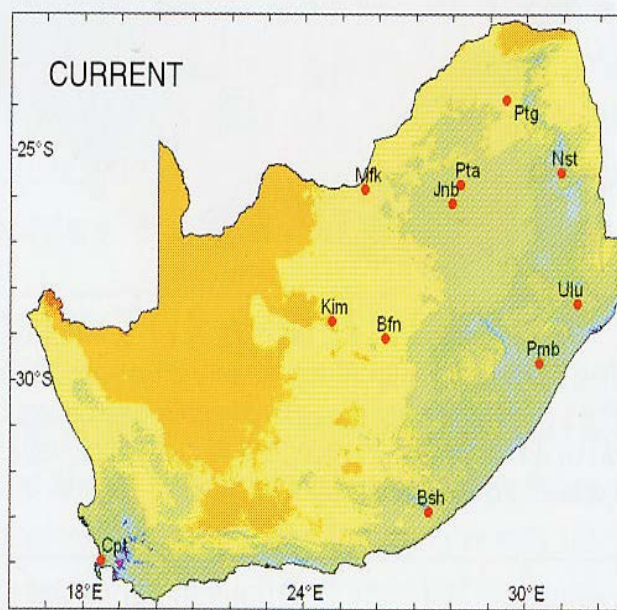 CURRENT
Ptg
25°S
Mfk
Pta
Nst
Jnb
Ulu
Kim
Bfn
Pmb
30°S
Bsh
Cpt
18°E
24°E
30°E